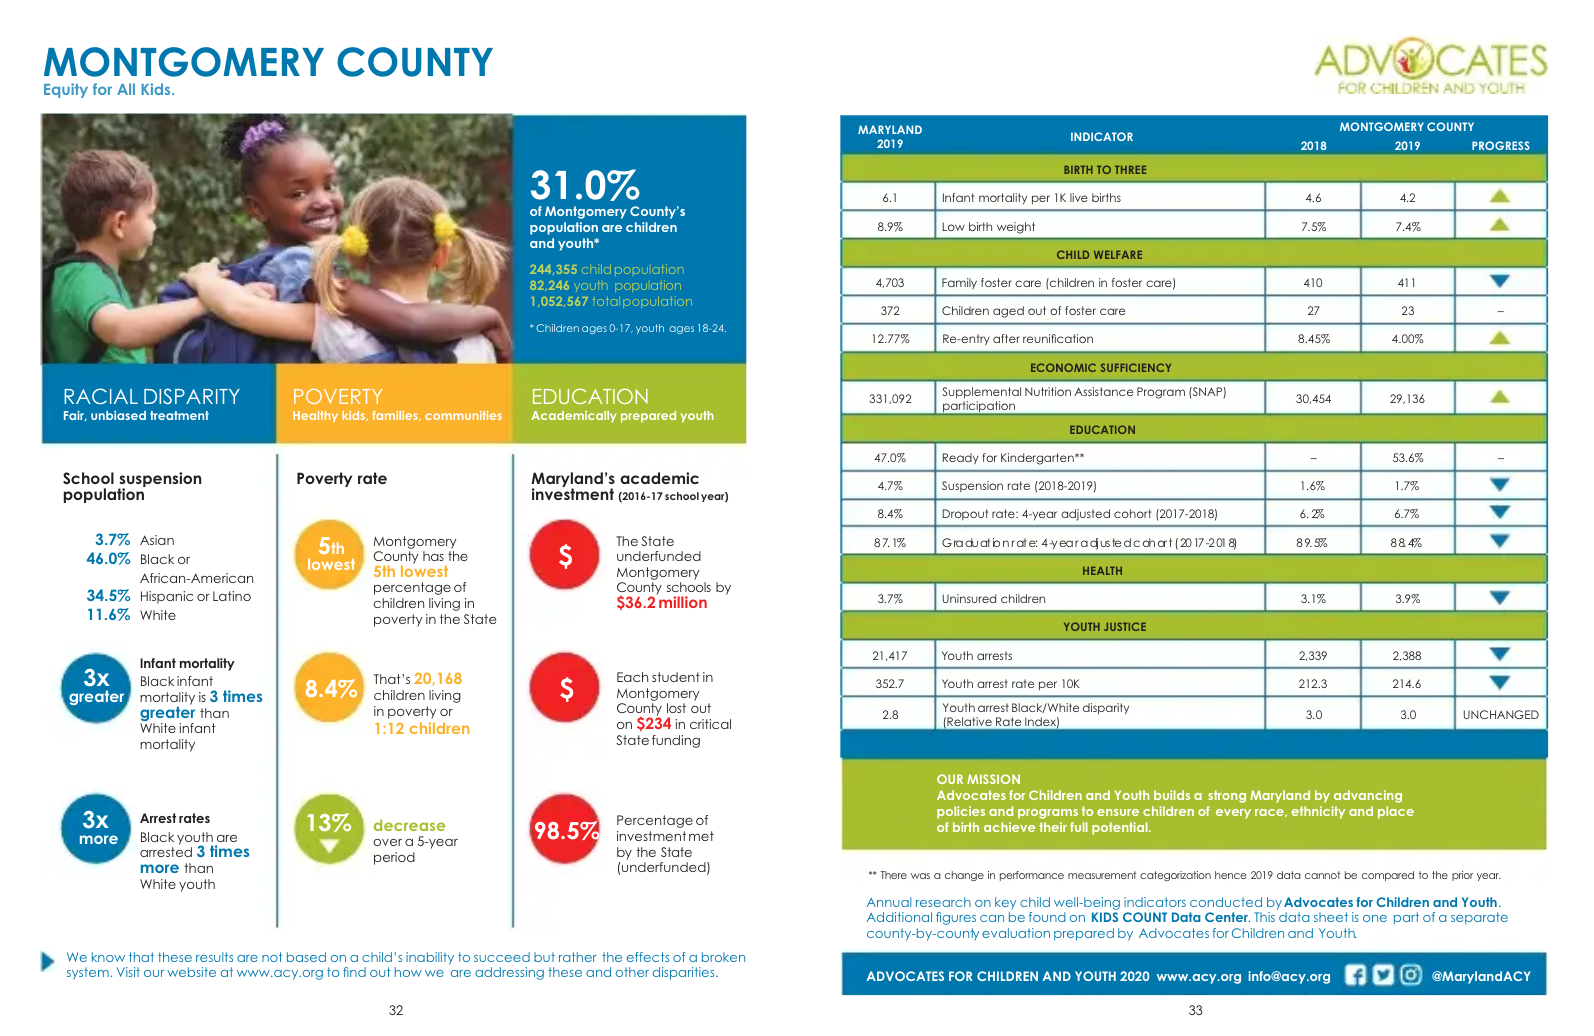 MONTGOMERY COUNTY
Equity for All Kids.
31.0%
of Montgomery County's
population are children
and youth*
244,355 child population
82,246 youth population
1,052,567 total population
* Children ages 0-17, youth ages 18-24.
RACIAL DISPARITY
Fair, unbiased treatment
POVERTY
Healthy kids, families, communities
EDUCATION
Academically prepared youth
School suspension
population
3.7% Asian
46.0% Black or
African-American
34.5% Hispanic or Latino
11.6% White
3x
greater
Infant mortality
Black infant
mortality is 3 times
greater than
White infant
mortality
3x
more
Arrest rates
Black youth are
arrested 3 times
more than
White youth
Poverty rate
5th
lowest
Montgomery
County has the
5th lowest
percentage of
children living in
poverty in the State
8.4%
That's 20,168
children living
in poverty or
1:12 children
13%
decrease
over a 5-year
period
Maryland's academic
investment (2016-17 school year)
$
The State
underfunded
Montgomery
County schools by
$36.2 million
$
Each student in
Montgomery
County lost out
on $234 in critical
State funding
98.5%
Percentage of
investment met
by the State
(underfunded)
We know that these results are not based on a child's inability to succeed but rather the effects of a broken
system. Visit our website at www.acy.org to find out how we are addressing these and other disparities.
32
ADVOCATES
FOR CHILDREN AND YOUTH
MARYLAND
2019
INDICATOR
MONTGOMERY COUNTY
2018 2019 PROGRESS
BIRTH TO THREE
6.1 Infant mortality per 1K live births 4.6 4.2
8.9% Low birth weight 7.5% 7.4%
CHILD WELFARE
4,703 Family foster care (children in foster care) 410 411
372 Children aged out of foster care 27 23 –
12.77% Re-entry after reunification 8.45% 4.00%
ECONOMIC SUFFICIENCY
331,092 Supplemental Nutrition Assistance Program (SNAP)
participation 30,454 29,136
EDUCATION
47.0% Ready for Kindergarten** – 53.6% –
4.7% Suspension rate (2018-2019) 1.6% 1.7%
8.4% Dropout rate: 4-year adjusted cohort (2017-2018) 6.2% 6.7%
87.1% Graduation rate: 4-year adjusted cohort (2017-2018) 89.5% 88.4%
HEALTH
3.7% Uninsured children 3.1% 3.9%
YOUTH JUSTICE
21,417 Youth arrests 2,339 2,388
352.7 Youth arrest rate per 10K 212.3 214.6
2.8 Youth arrest Black/White disparity
(Relative Rate Index) 3.0 3.0 UNCHANGED
OUR MISSION
Advocates for Children and Youth builds a strong Maryland by advancing
policies and programs to ensure children of every race, ethnicity and place
of birth achieve their full potential.
** There was a change in performance measurement categorization hence 2019 data cannot be compared to the prior year.
Annual research on key child well-being indicators conducted by Advocates for Children and Youth.
Additional figures can be found on KIDS COUNT Data Center. This data sheet is one part of a separate
county-by-county evaluation prepared by Advocates for Children and Youth.
ADVOCATES FOR CHILDREN AND YOUTH 2020 www.acy.org info@acy.org @MarylandACY
33